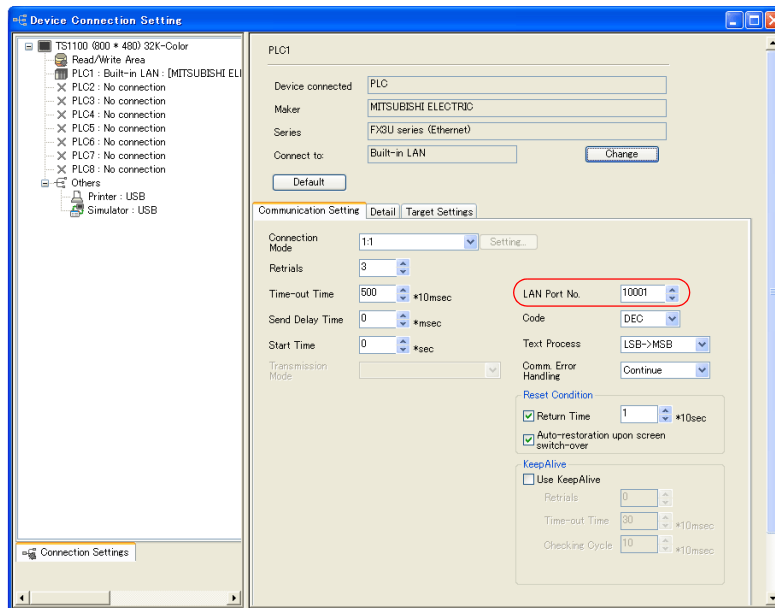 Device Connection Setting
TS1100 (800 * 480) 32K-Color
Read/Write Area
PLC1 : Built-in LAN : [MITSUBISHI ELI
PLC2 : No connection
PLC3 : No connection
PLC4 : No connection
PLC5 : No connection
PLC6 : No connection
PLC7 : No connection
PLC8 : No connection
Others
Printer : USB
Simulator : USB
Connection Settings
PLC1
Device connected PLC
Maker MITSUBISHI ELECTRIC
Series FX3U series (Ethernet)
Connect to: Built-in LAN Change
Default
Communication Setting Detail Target Settings
Connection
Mode 1:1 Setting...
Retrials 3
Time-out Time 500 *10msec
Send Delay Time 0 *msec
Start Time 0 *sec
Transmission
Mode
LAN Port No. 10001
Code DEC
Text Process LSB->MSB
Comm. Error
Handling Continue
Reset Condition
Return Time 1 *10sec
Auto-restoration upon screen
switch-over
KeepAlive
Use KeepAlive
Retrials 0
Time-out Time 30 *10msec
Checking Cycle 10 *10msec